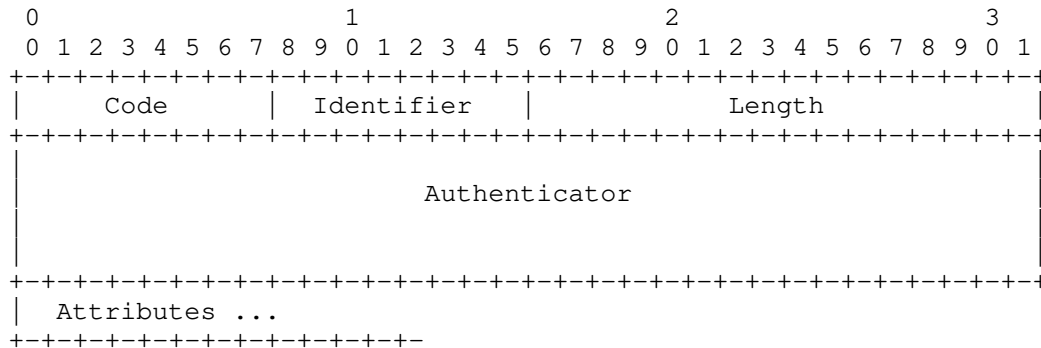 0                   1                   2                   3
0 1 2 3 4 5 6 7 8 9 0 1 2 3 4 5 6 7 8 9 0 1 2 3 4 5 6 7 8 9 0 1
+-+-+-+-+-+-+-+-+-+-+-+-+-+-+-+-+-+-+-+-+-+-+-+-+-+-+-+-+-+-+-+-+
|     Code      |  Identifier   |            Length             |
+-+-+-+-+-+-+-+-+-+-+-+-+-+-+-+-+-+-+-+-+-+-+-+-+-+-+-+-+-+-+-+-+
|                                                               |
|                         Authenticator                         |
|                                                               |
|                                                               |
+-+-+-+-+-+-+-+-+-+-+-+-+-+-+-+-+-+-+-+-+-+-+-+-+-+-+-+-+-+-+-+-+
|  Attributes ...
+-+-+-+-+-+-+-+-+-+-+-+-+-